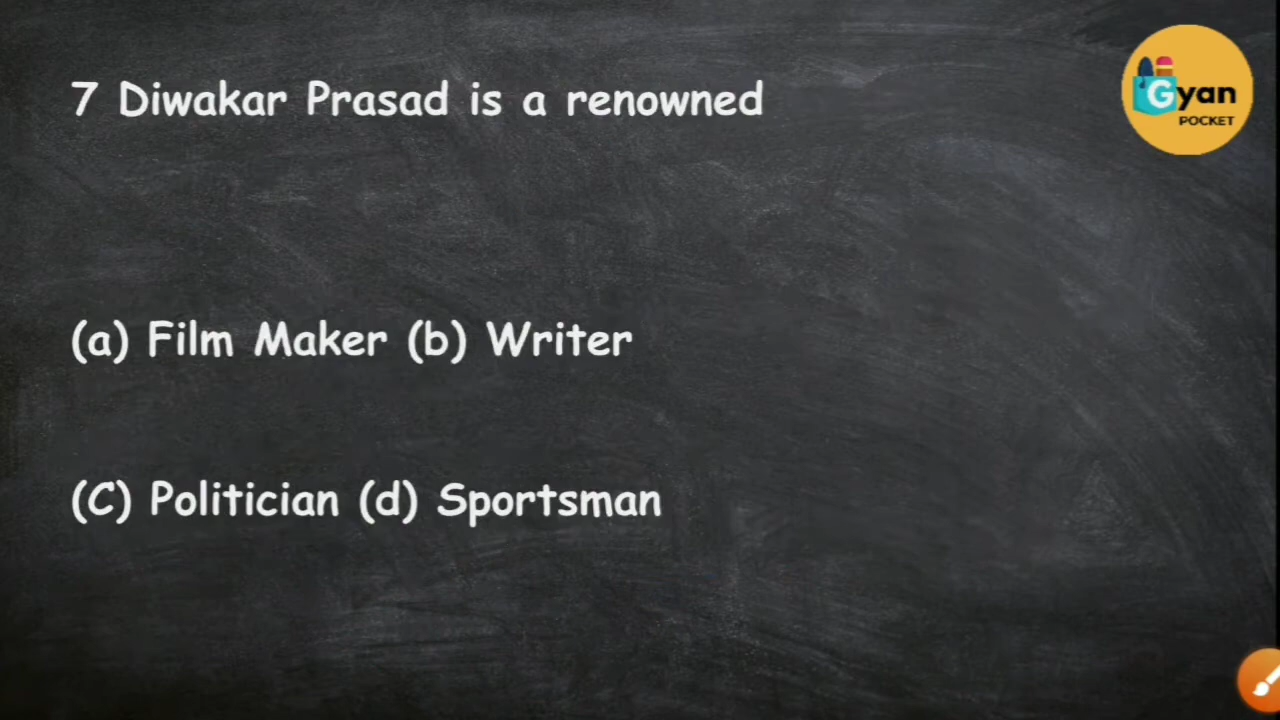 7 Diwakar Prasad is a renowned
Gyan
POCKET
(a) Film Maker (b) Writer
(C) Politician (d) Sportsman